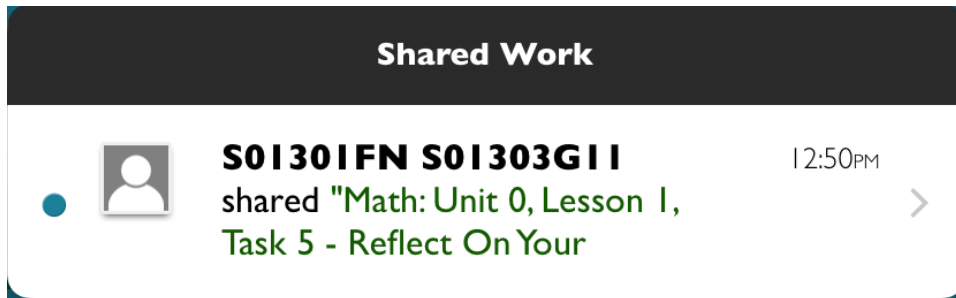 Shared Work
S01301FN S01303G11
12:50PM
shared "Math: Unit 0, Lesson 1,
Task 5 - Reflect On Your